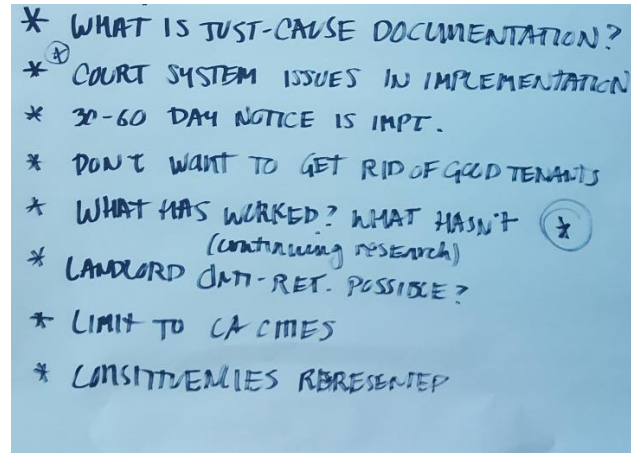 * WHAT IS JUST-CAUSE DOCUMENTATION?
* * COURT SYSTEM ISSUES IN IMPLEMENTATION
* 30-60 DAY NOTICE IS IMPT.
* DON'T WANT TO GET RID OF GOOD TENANTS
* WHAT HAS WORKED? WHAT HASN'T *
(continuing research)
* LANDLORD ANTI-RET. POSSIBLE?
* LIMIT TO CA CITIES
* CONSITUENCIES REPRESENTED